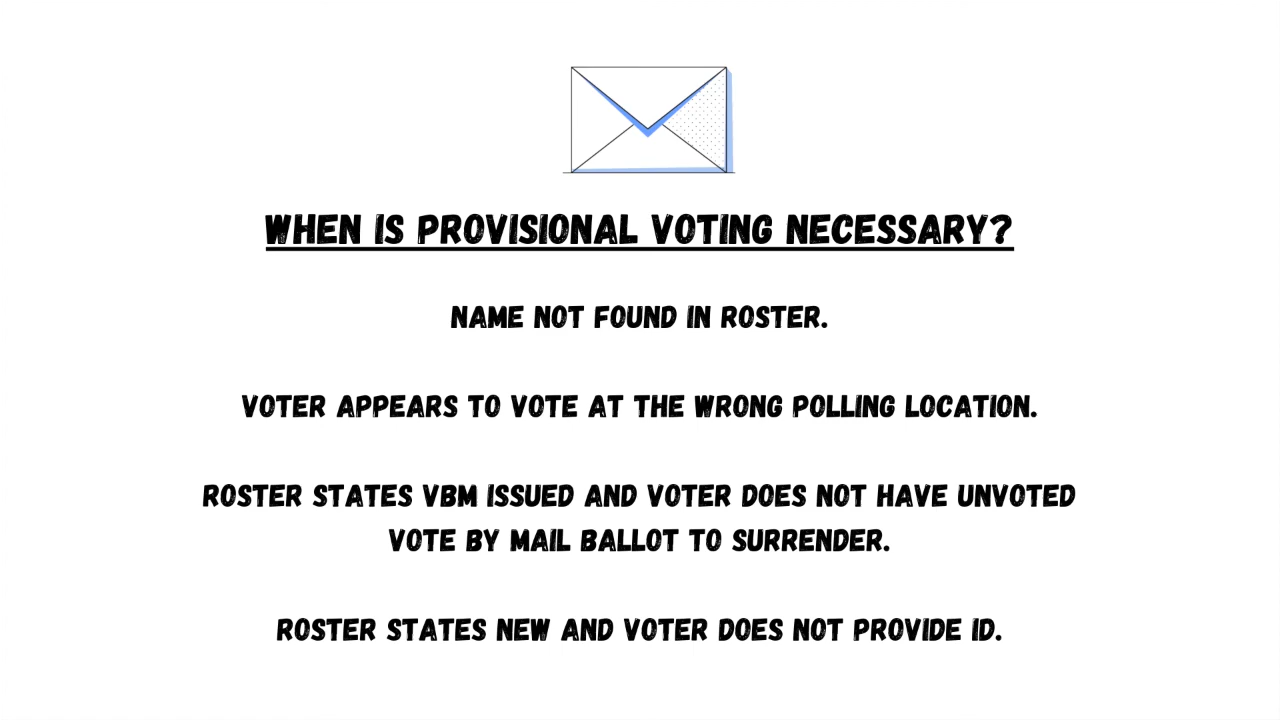 WHEN IS PROVISIONAL VOTING NECESSARY?
NAME NOT FOUND IN ROSTER.
VOTER APPEARS TO VOTE AT THE WRONG POLLING LOCATION.
ROSTER STATES VBM ISSUED AND VOTER DOES NOT HAVE UNVOTED
VOTE BY MAIL BALLOT TO SURRENDER.
ROSTER STATES NEW AND VOTER DOES NOT PROVIDE ID.